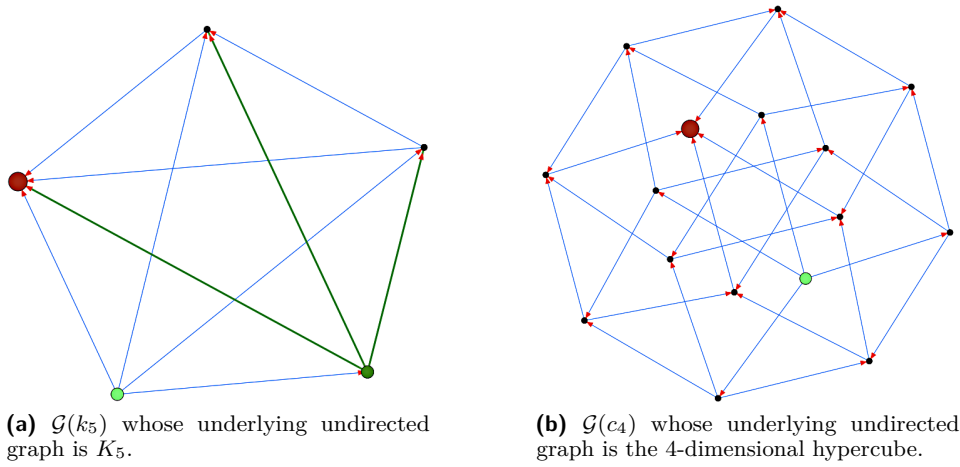 (a) 𝒢(k₅) whose underlying undirected
graph is K₅.
(b) 𝒢(c₄) whose underlying undirected
graph is the 4-dimensional hypercube.